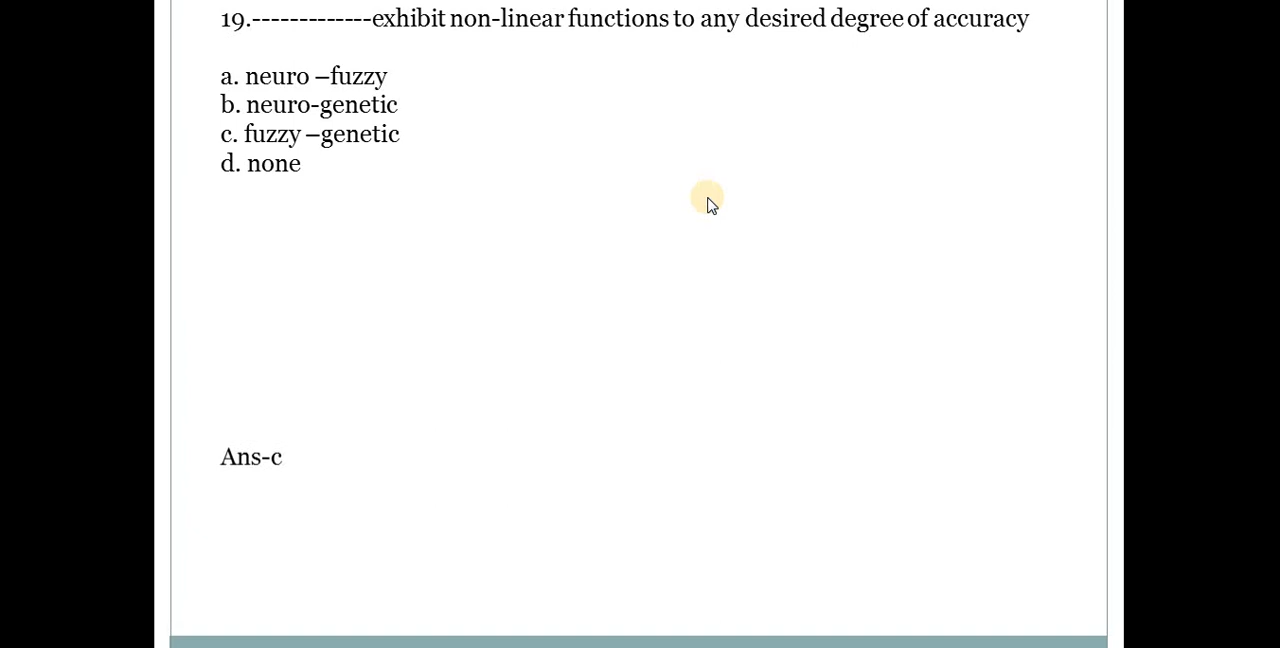 19.-------------exhibit non-linear functions to any desired degree of accuracy
a. neuro –fuzzy
b. neuro-genetic
c. fuzzy –genetic
d. none
Ans-c